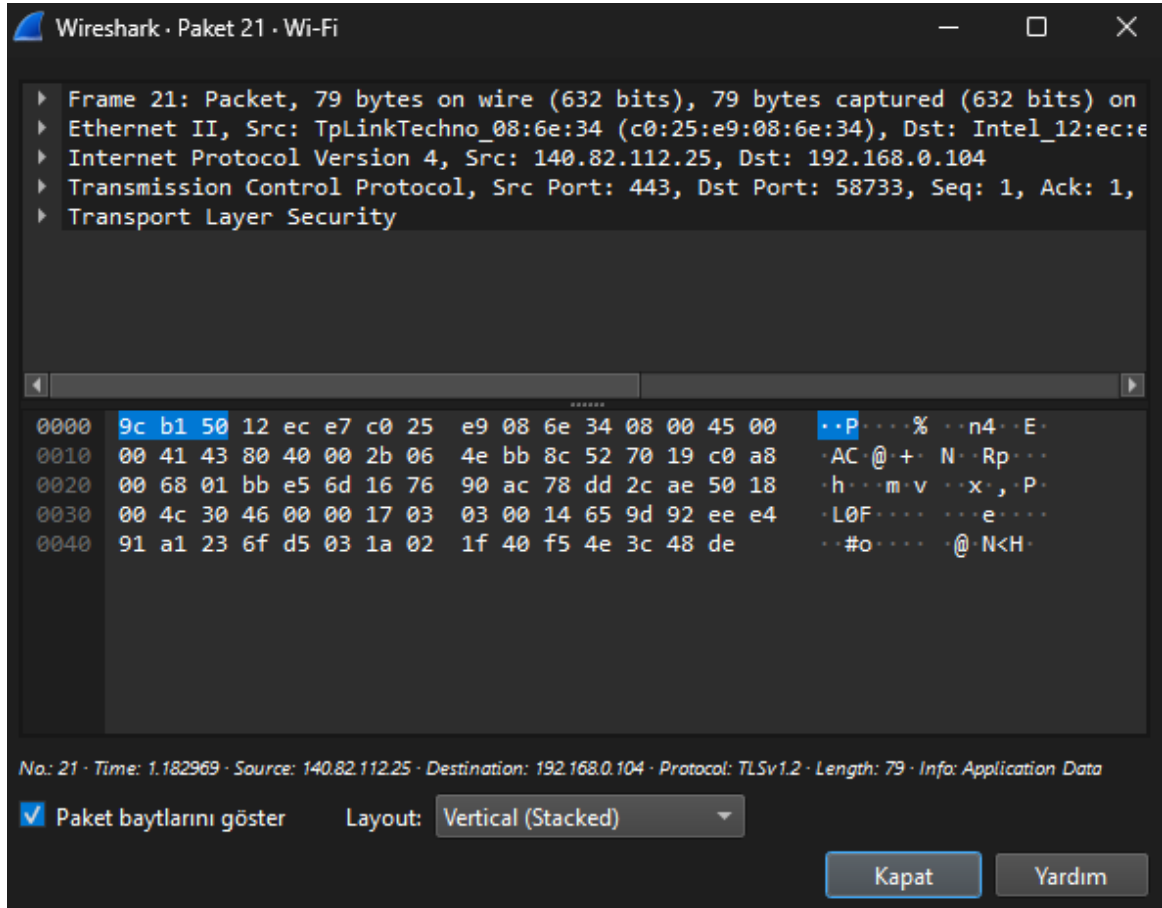 Wireshark · Paket 21 · Wi-Fi
Frame 21: Packet, 79 bytes on wire (632 bits), 79 bytes captured (632 bits) on
Ethernet II, Src: TpLinkTechno_08:6e:34 (c0:25:e9:08:6e:34), Dst: Intel_12:ec:e
Internet Protocol Version 4, Src: 140.82.112.25, Dst: 192.168.0.104
Transmission Control Protocol, Src Port: 443, Dst Port: 58733, Seq: 1, Ack: 1,
Transport Layer Security
0000 9c b1 50 12 ec e7 c0 25 e9 08 6e 34 08 00 45 00 ··P····% ··n4··E·
0010 00 41 43 80 40 00 2b 06 4e bb 8c 52 70 19 c0 a8 ·AC·@·+· N··Rp···
0020 00 68 01 bb e5 6d 16 76 90 ac 78 dd 2c ae 50 18 ·h···m·v ··x·,·P·
0030 00 4c 30 46 00 00 17 03 03 00 14 65 9d 92 ee e4 ·L0F···· ···e····
0040 91 a1 23 6f d5 03 1a 02 1f 40 f5 4e 3c 48 de ··#o···· ·@·N<H·
No.: 21 · Time: 1.182969 · Source: 140.82.112.25 · Destination: 192.168.0.104 · Protocol: TLSv1.2 · Length: 79 · Info: Application Data
Paket baytlarını göster Layout: Vertical (Stacked)
Kapat Yardım